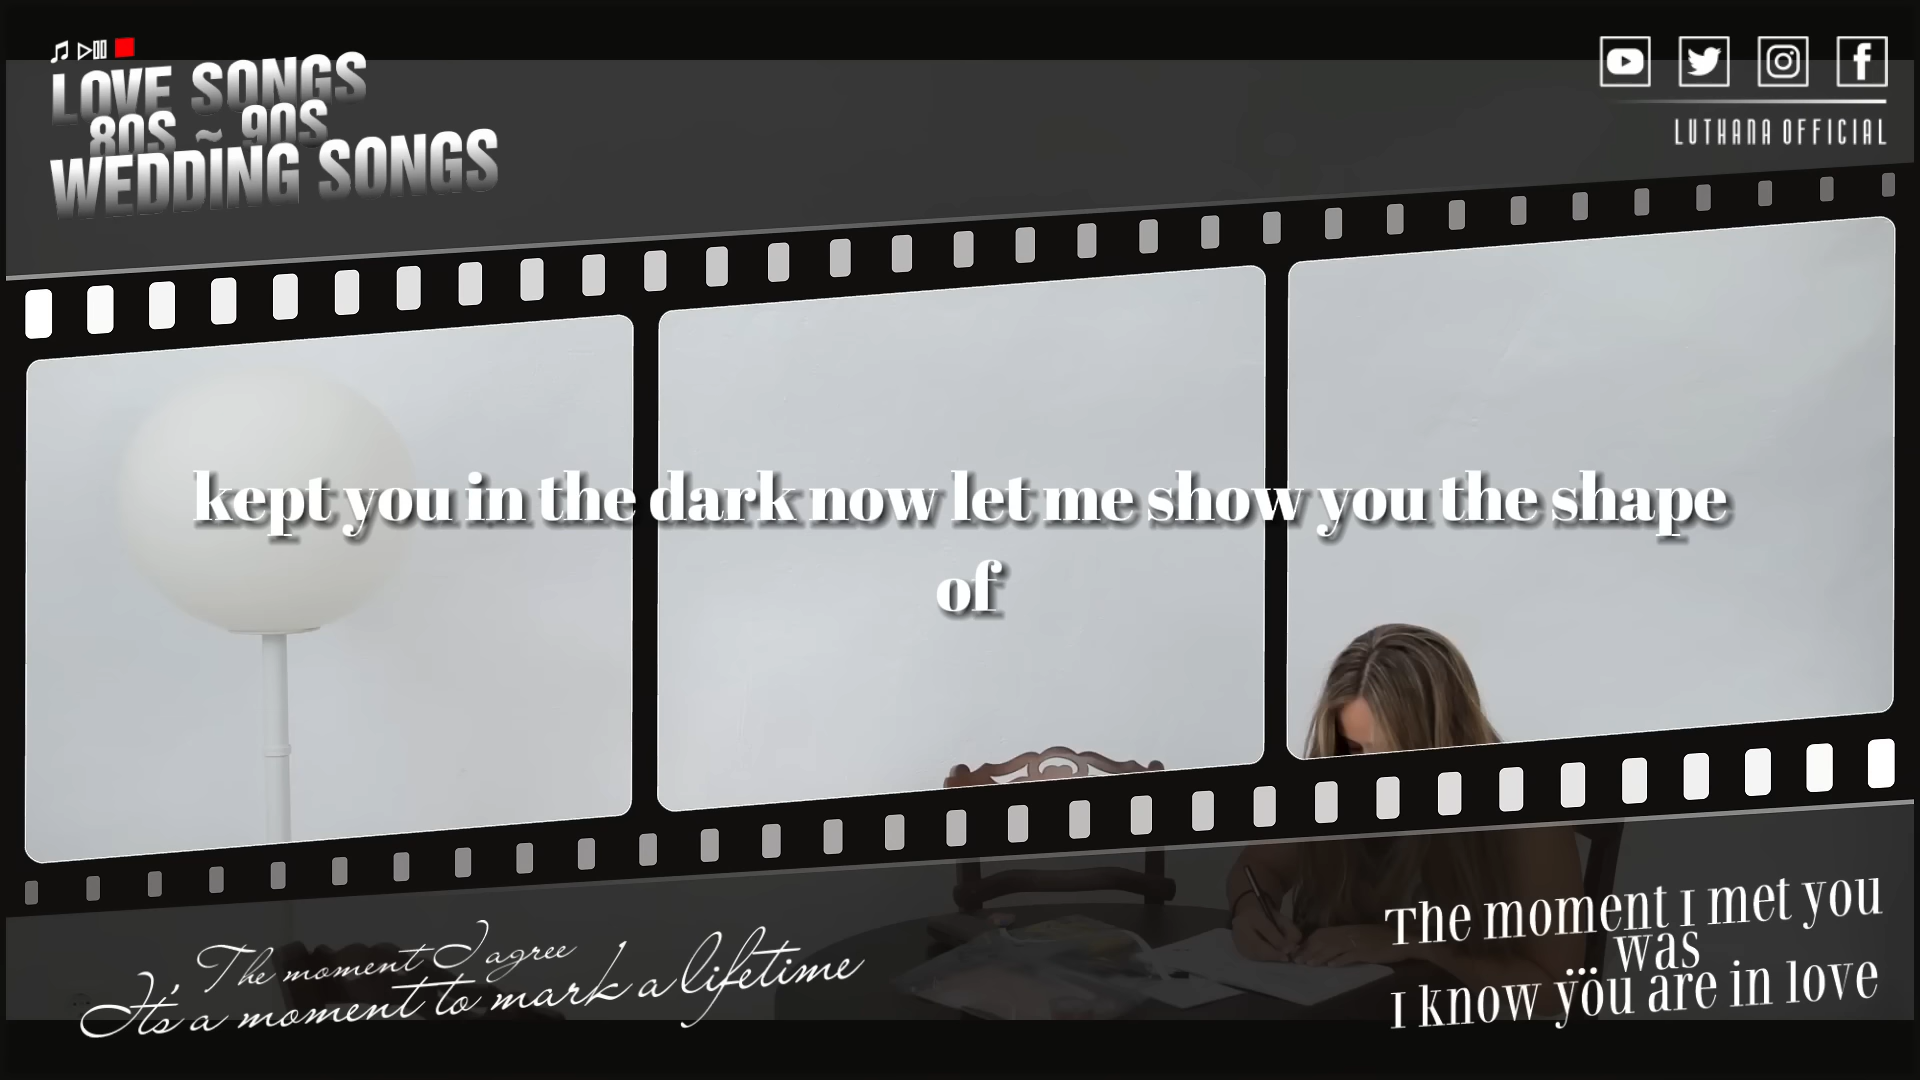 LOVE SONGS
80S ~ 90S
WEDDING SONGS
LUTHANA OFFICIAL
kept you in the dark now let me show you the shape
of
The moment I agree
It's a moment to mark a lifetime
The moment I met you
was
I know you are in love